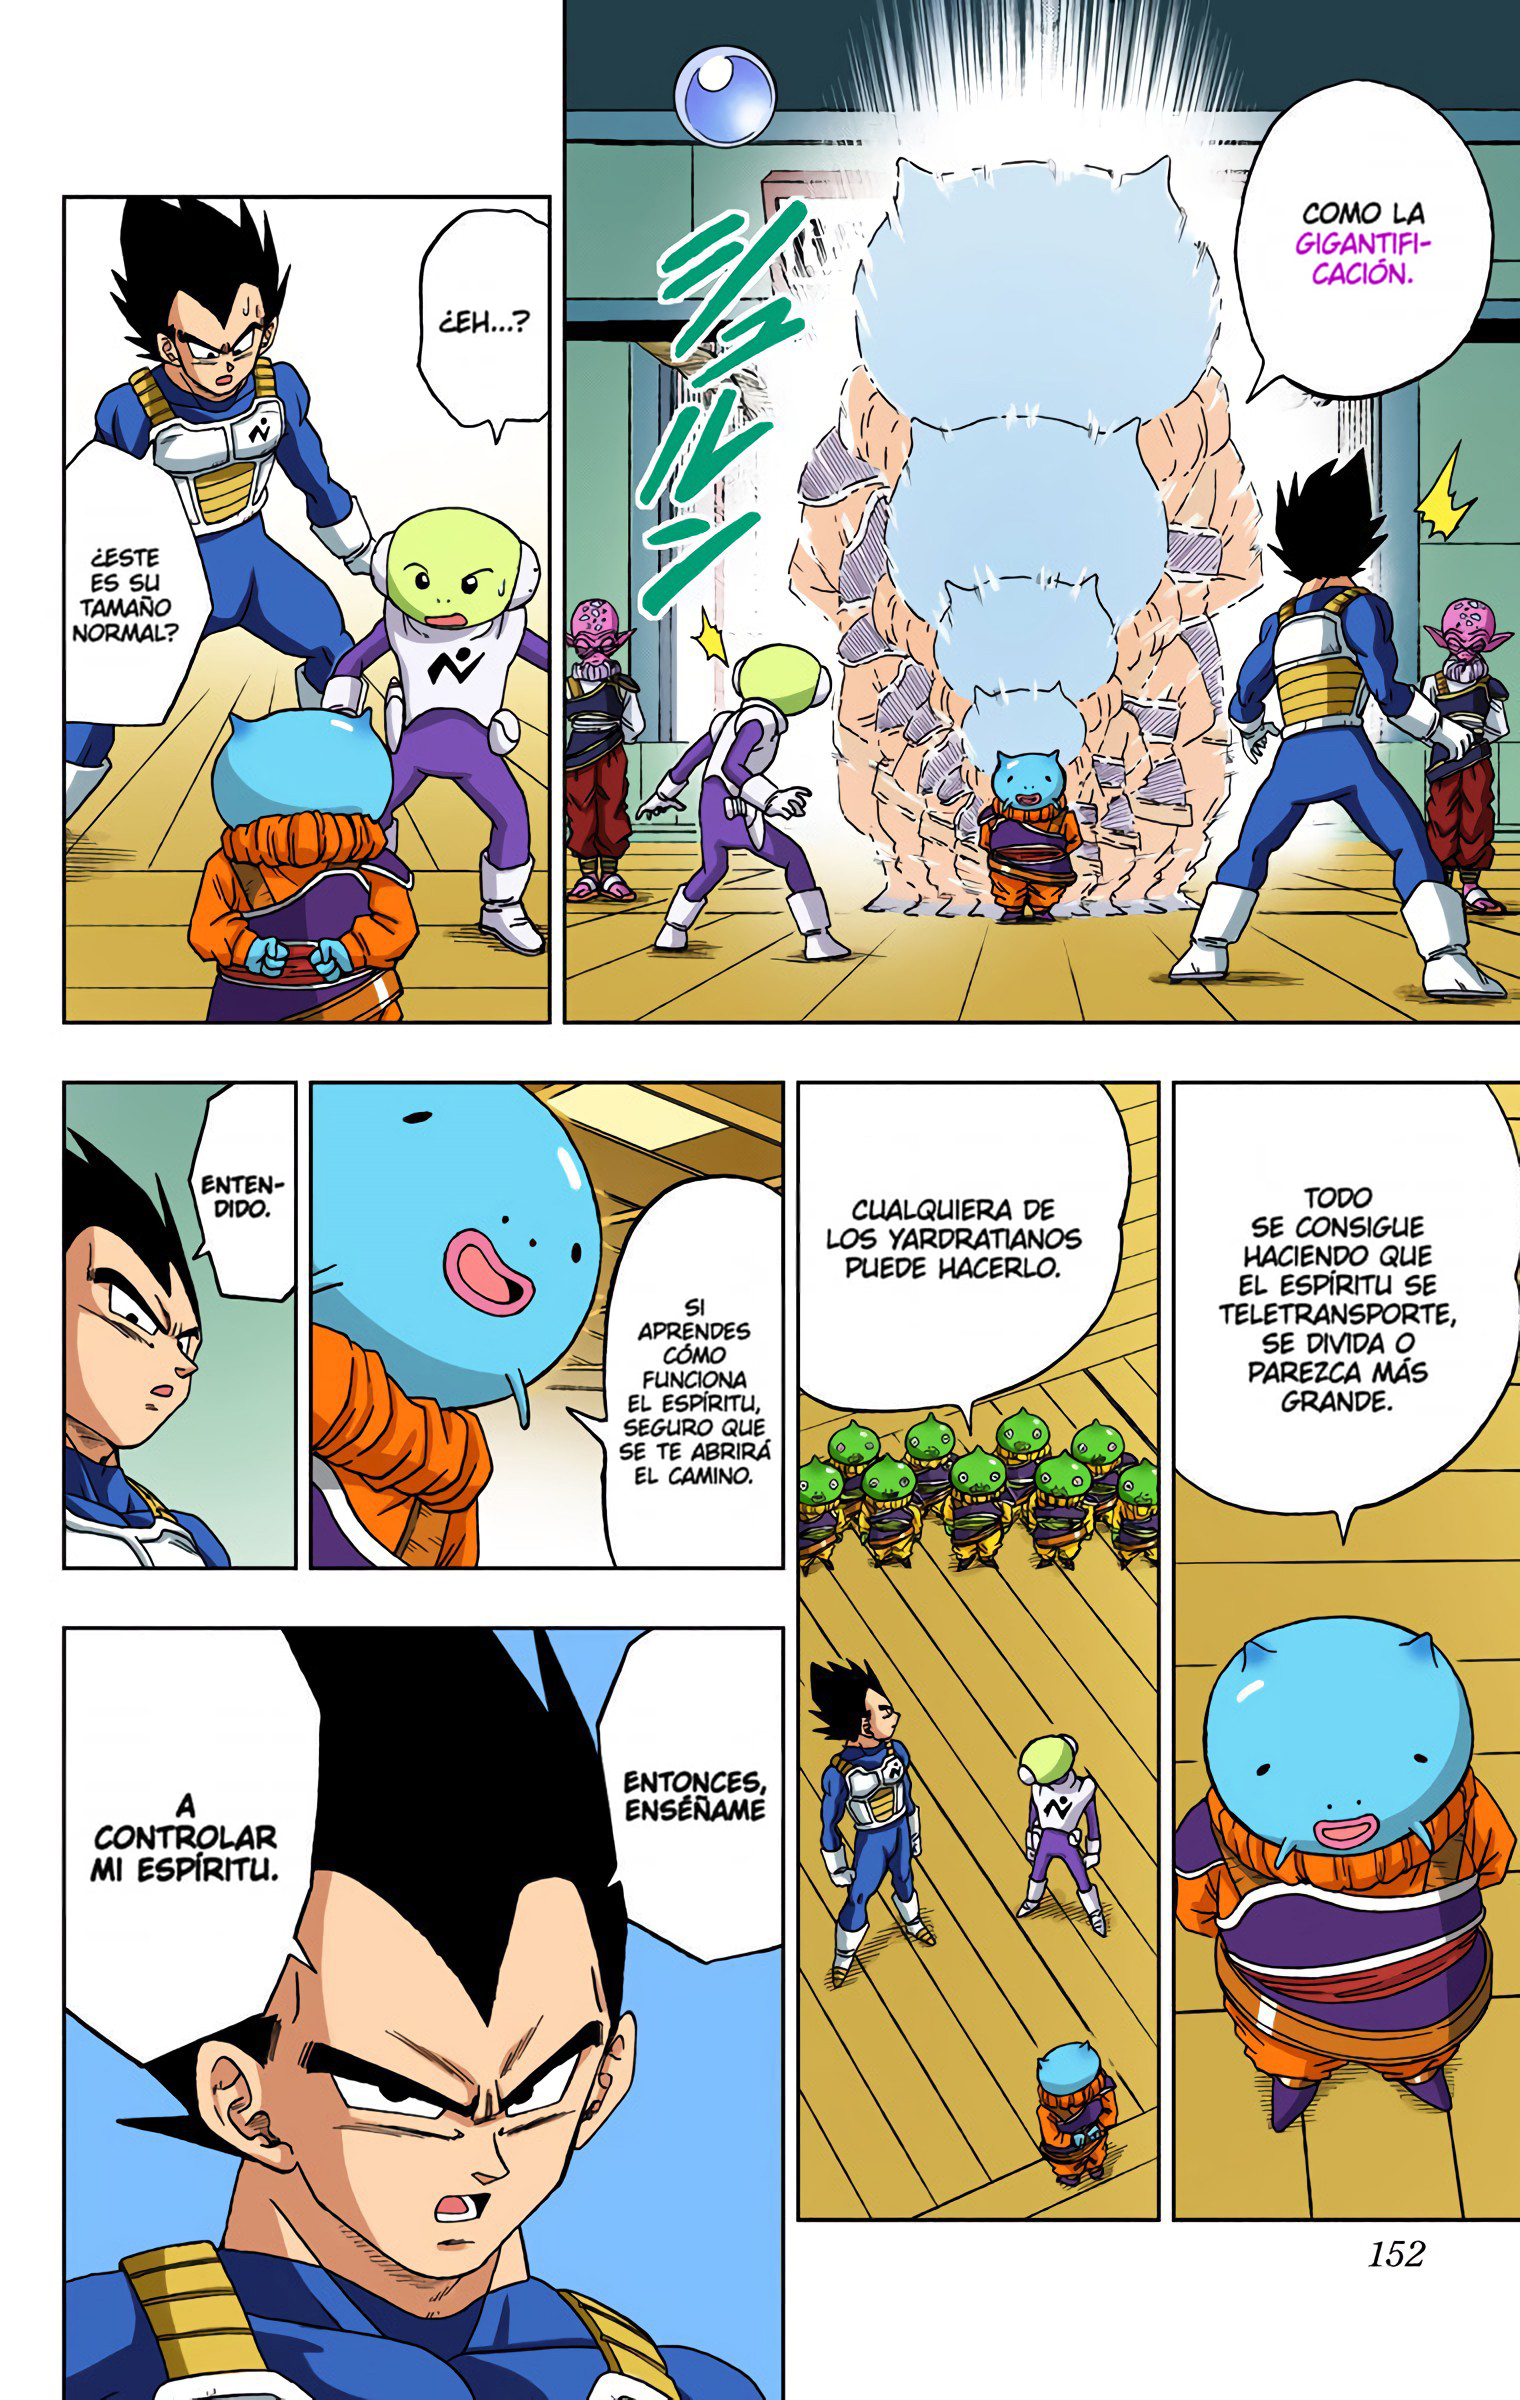 COMO LA
GIGANTIFI-
CACIÓN.
シュルルン
¿EH...?
¿ESTE
ES SU
TAMAÑO
NORMAL?
TODO
SE CONSIGUE
HACIENDO QUE
EL ESPÍRITU SE
TELETRANSPORTE,
SE DIVIDA O
PAREZCA MÁS
GRANDE.
CUALQUIERA DE
LOS YARDRATIANOS
PUEDE HACERLO.
SI
APRENDES
CÓMO
FUNCIONA
EL ESPÍRITU,
SEGURO QUE
SE TE ABRIRÁ
EL CAMINO.
ENTEN-
DIDO.
ENTONCES,
ENSÉÑAME
A
CONTROLAR
MI ESPÍRITU.
152